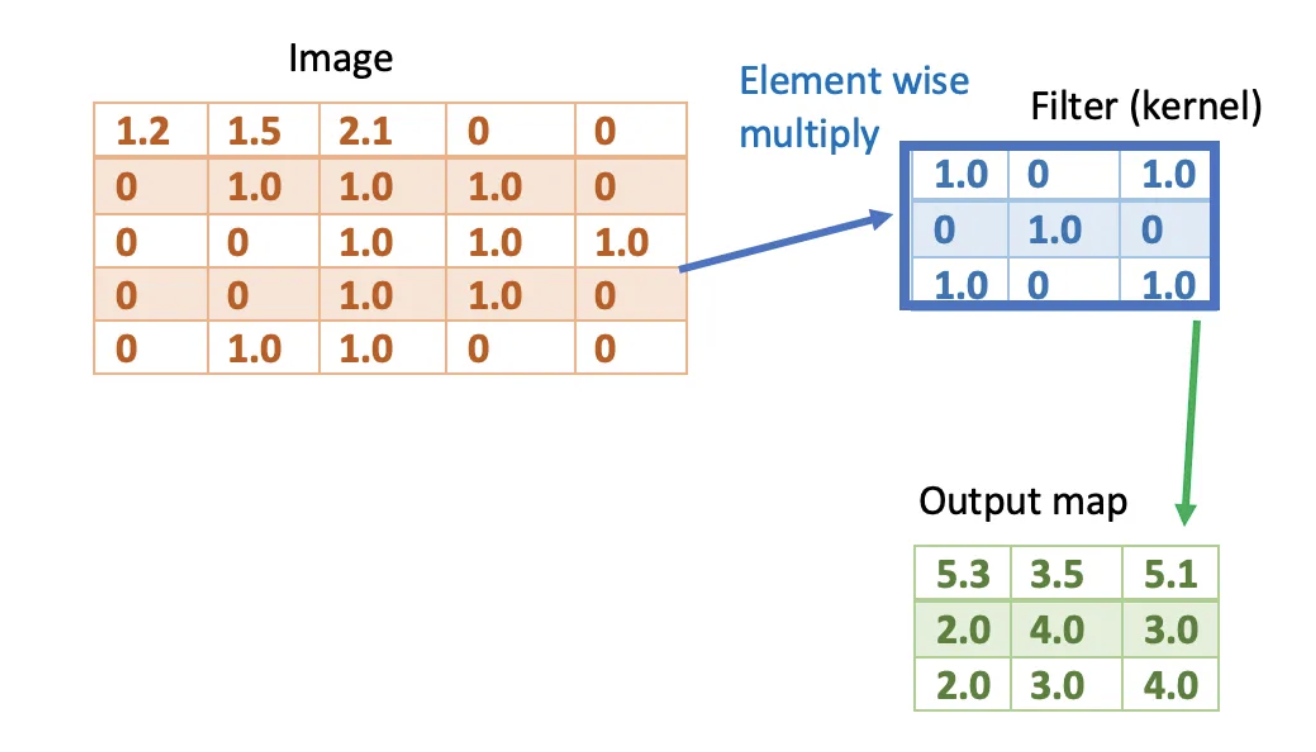 Image
1.2 1.5 2.1 0 0
0 1.0 1.0 1.0 0
0 0 1.0 1.0 1.0
0 0 1.0 1.0 0
0 1.0 1.0 0 0
Element wise
multiply
Filter (kernel)
1.0 0 1.0
0 1.0 0
1.0 0 1.0
Output map
5.3 3.5 5.1
2.0 4.0 3.0
2.0 3.0 4.0